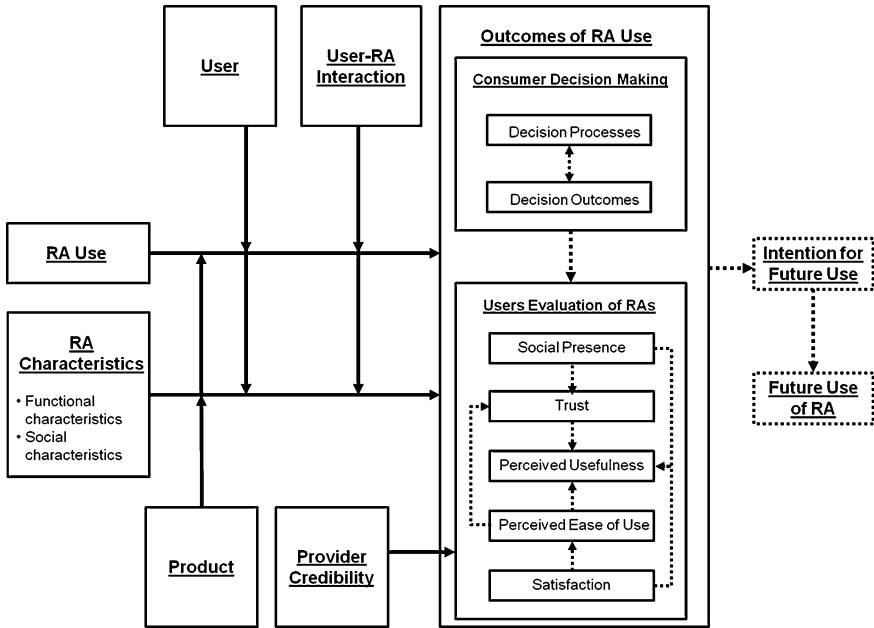 User
User-RA
Interaction
Outcomes of RA Use
Consumer Decision Making
Decision Processes
Decision Outcomes
RA Use
RA
Characteristics
• Functional
characteristics
• Social
characteristics
Users Evaluation of RAs
Social Presence
Trust
Perceived Usefulness
Perceived Ease of Use
Satisfaction
Intention for
Future Use
Future Use
of RA
Product
Provider
Credibility